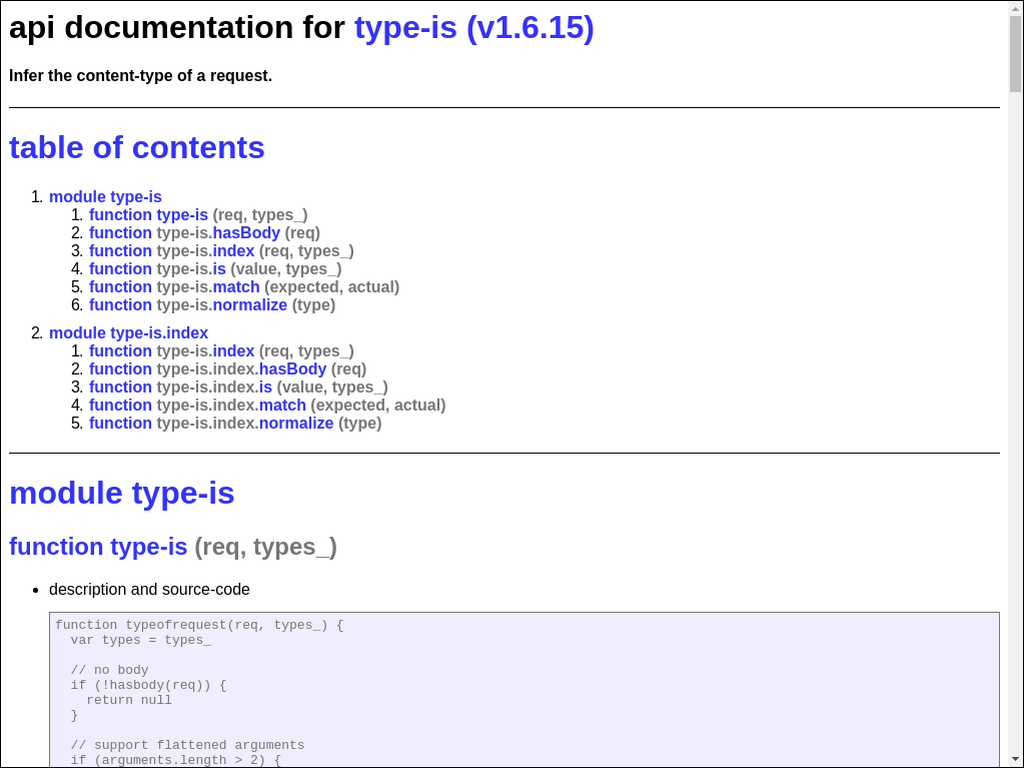 api documentation for type-is (v1.6.15)
Infer the content-type of a request.
table of contents
1. module type-is
1. function type-is (req, types_)
2. function type-is.hasBody (req)
3. function type-is.index (req, types_)
4. function type-is.is (value, types_)
5. function type-is.match (expected, actual)
6. function type-is.normalize (type)
2. module type-is.index
1. function type-is.index (req, types_)
2. function type-is.index.hasBody (req)
3. function type-is.index.is (value, types_)
4. function type-is.index.match (expected, actual)
5. function type-is.index.normalize (type)
module type-is
function type-is (req, types_)
• description and source-code
function typeofrequest(req, types_) {
  var types = types_
  // no body
  if (!hasbody(req)) {
    return null
  }
  // support flattened arguments
  if (arguments.length > 2) {